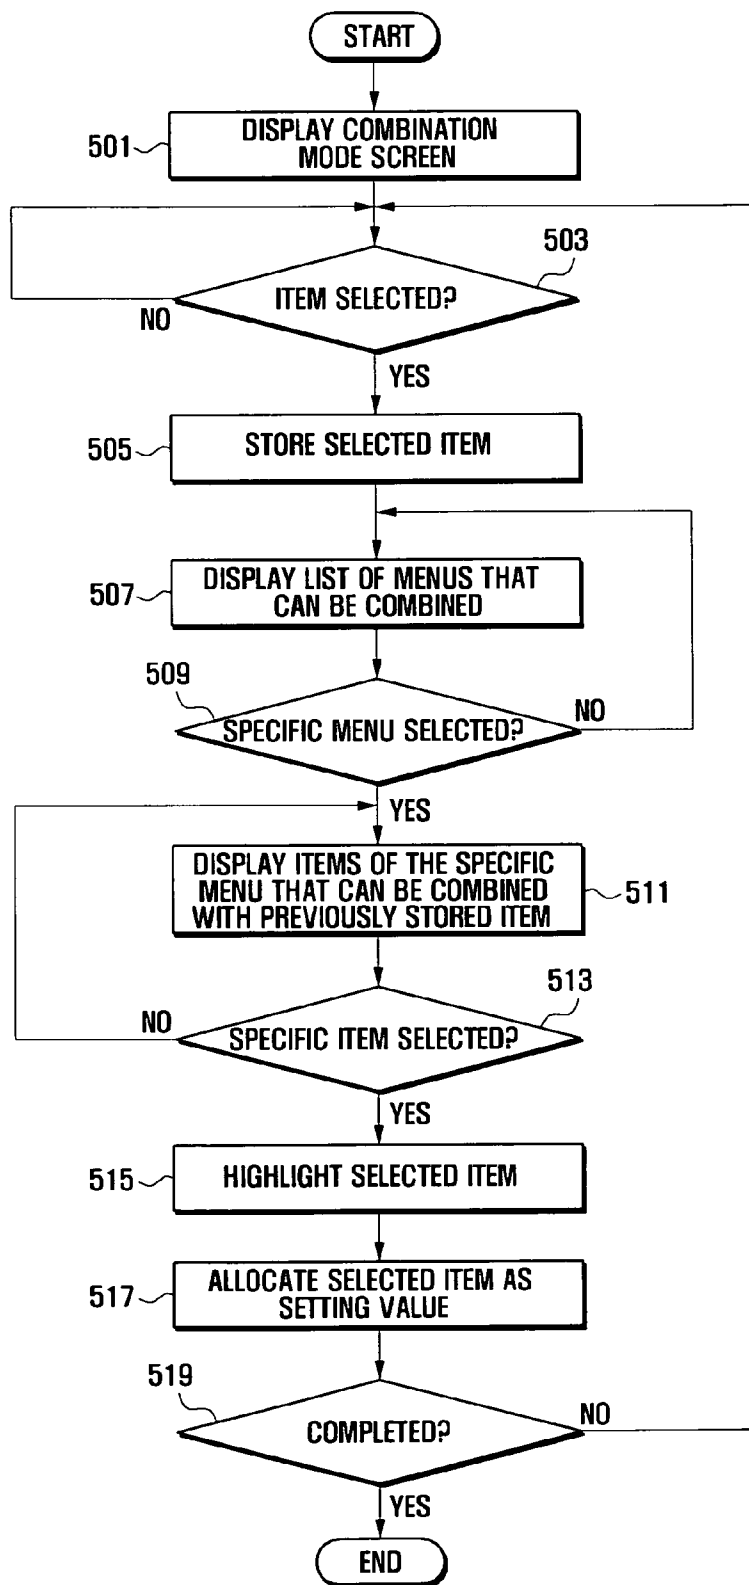 START
501
DISPLAY COMBINATION
MODE SCREEN
503
ITEM SELECTED?
NO
YES
505
STORE SELECTED ITEM
507
DISPLAY LIST OF MENUS THAT
CAN BE COMBINED
509
SPECIFIC MENU SELECTED?
NO
YES
DISPLAY ITEMS OF THE SPECIFIC
MENU THAT CAN BE COMBINED
WITH PREVIOUSLY STORED ITEM
511
513
NO
SPECIFIC ITEM SELECTED?
YES
515
HIGHLIGHT SELECTED ITEM
517
ALLOCATE SELECTED ITEM AS
SETTING VALUE
519
COMPLETED?
NO
YES
END